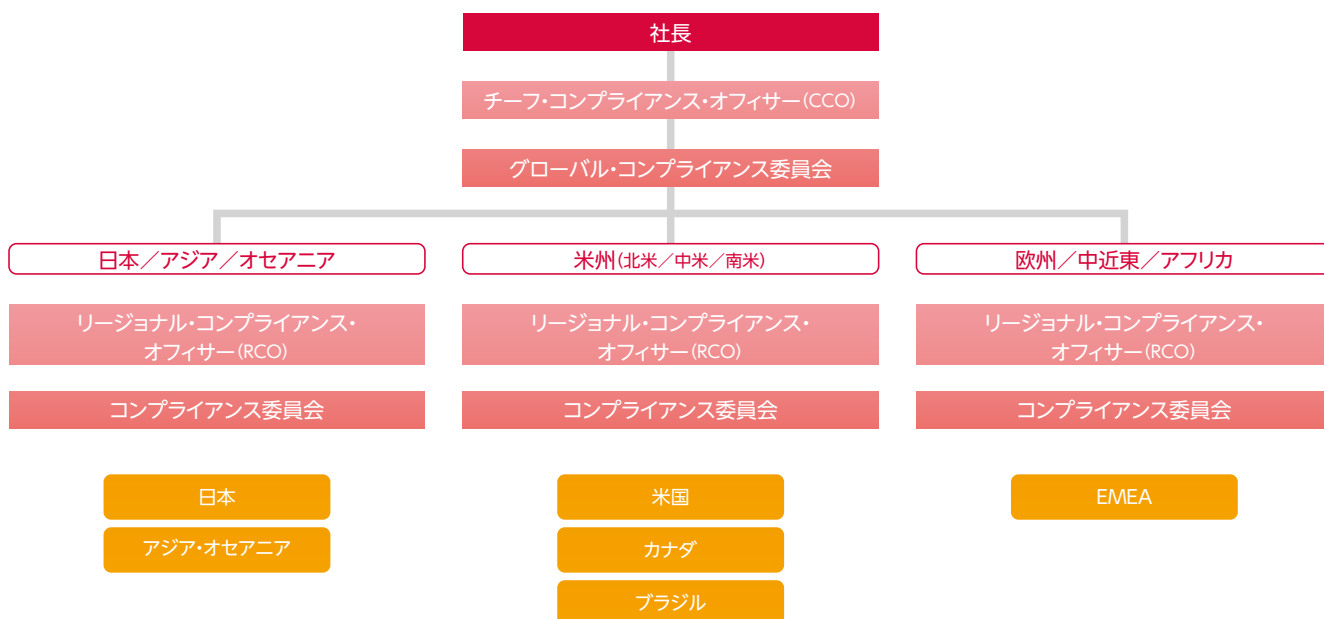 社長
チーフ・コンプライアンス・オフィサー(CCO)
グローバル・コンプライアンス委員会
日本／アジア／オセアニア
米州(北米／中米／南米)
欧州／中近東／アフリカ
リージョナル・コンプライアンス・
オフィサー(RCO)
リージョナル・コンプライアンス・
オフィサー(RCO)
リージョナル・コンプライアンス・
オフィサー(RCO)
コンプライアンス委員会
コンプライアンス委員会
コンプライアンス委員会
日本
米国
EMEA
アジア・オセアニア
カナダ
ブラジル